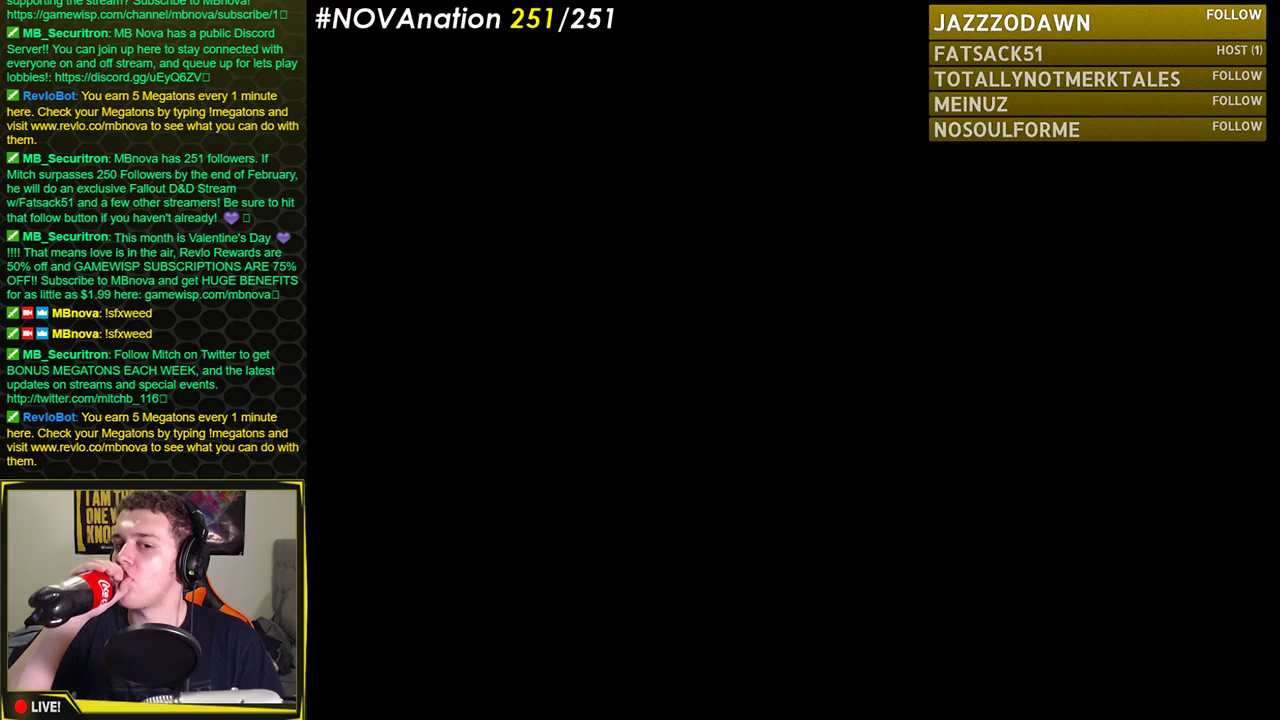 supporting the stream? Subscribe to MBnova!
https://gamewisp.com/channel/mbnova/subscribe/1
MB_Securitron: MB Nova has a public Discord
Server!! You can join up here to stay connected with
everyone on and off stream, and queue up for lets play
lobbies!: https://discord.gg/uEyQ6ZV
RevloBot: You earn 5 Megatons every 1 minute
here. Check your Megatons by typing !megatons and
visit www.revlo.co/mbnova to see what you can do with
them.
MB_Securitron: MBnova has 251 followers. If
Mitch surpasses 250 Followers by the end of February,
he will do an exclusive Fallout D&D Stream
w/Fatsack51 and a few other streamers! Be sure to hit
that follow button if you haven't already!
MB_Securitron: This month is Valentine's Day
!!!! That means love is in the air, Revlo Rewards are
50% off and GAMEWISP SUBSCRIPTIONS ARE 75%
OFF!! Subscribe to MBnova and get HUGE BENEFITS
for as little as $1.99 here: gamewisp.com/mbnova
MBnova: !sfxweed
MBnova: !sfxweed
MB_Securitron: Follow Mitch on Twitter to get
BONUS MEGATONS EACH WEEK, and the latest
updates on streams and special events.
http://twitter.com/mitchb_116
RevloBot: You earn 5 Megatons every 1 minute
here. Check your Megatons by typing !megatons and
visit www.revlo.co/mbnova to see what you can do with
them.
I AM THE
ONE
KNO
Coca
LIVE!
#NOVAnation 251/251
JAZZZODAWN FOLLOW
FATSACK51 HOST (1)
TOTALLYNOTMERKTALES FOLLOW
MEINUZ FOLLOW
NOSOULFORME FOLLOW